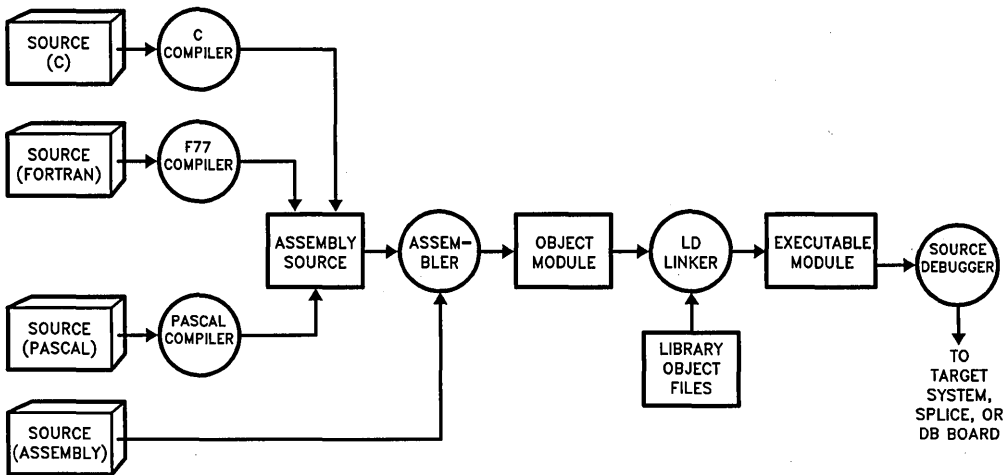 SOURCE
(C)
C
COMPILER
SOURCE
(FORTRAN)
F77
COMPILER
ASSEMBLY
SOURCE
ASSEM-
BLER
OBJECT
MODULE
LD
LINKER
EXECUTABLE
MODULE
SOURCE
DEBUGGER
SOURCE
(PASCAL)
PASCAL
COMPILER
LIBRARY
OBJECT
FILES
TO
TARGET
SYSTEM,
SPLICE, OR
DB BOARD
SOURCE
(ASSEMBLY)